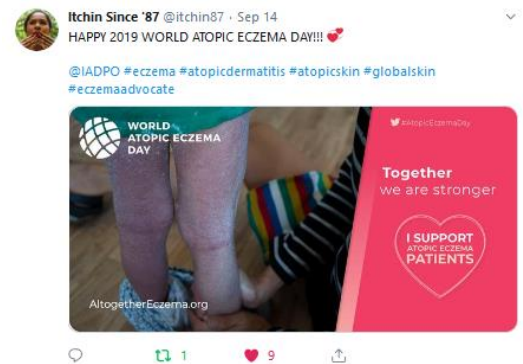 Itchin Since '87 @itchin87 · Sep 14
HAPPY 2019 WORLD ATOPIC ECZEMA DAY!!! 💕
@IADPO #eczema #atopicdermatitis #atopicskin #globalskin
#eczemaadvocate
WORLD
ATOPIC ECZEMA
DAY
AltogetherEczema.org
#AtopicEczemaDay
Together
we are stronger
I SUPPORT
ATOPIC ECZEMA
PATIENTS
1
9